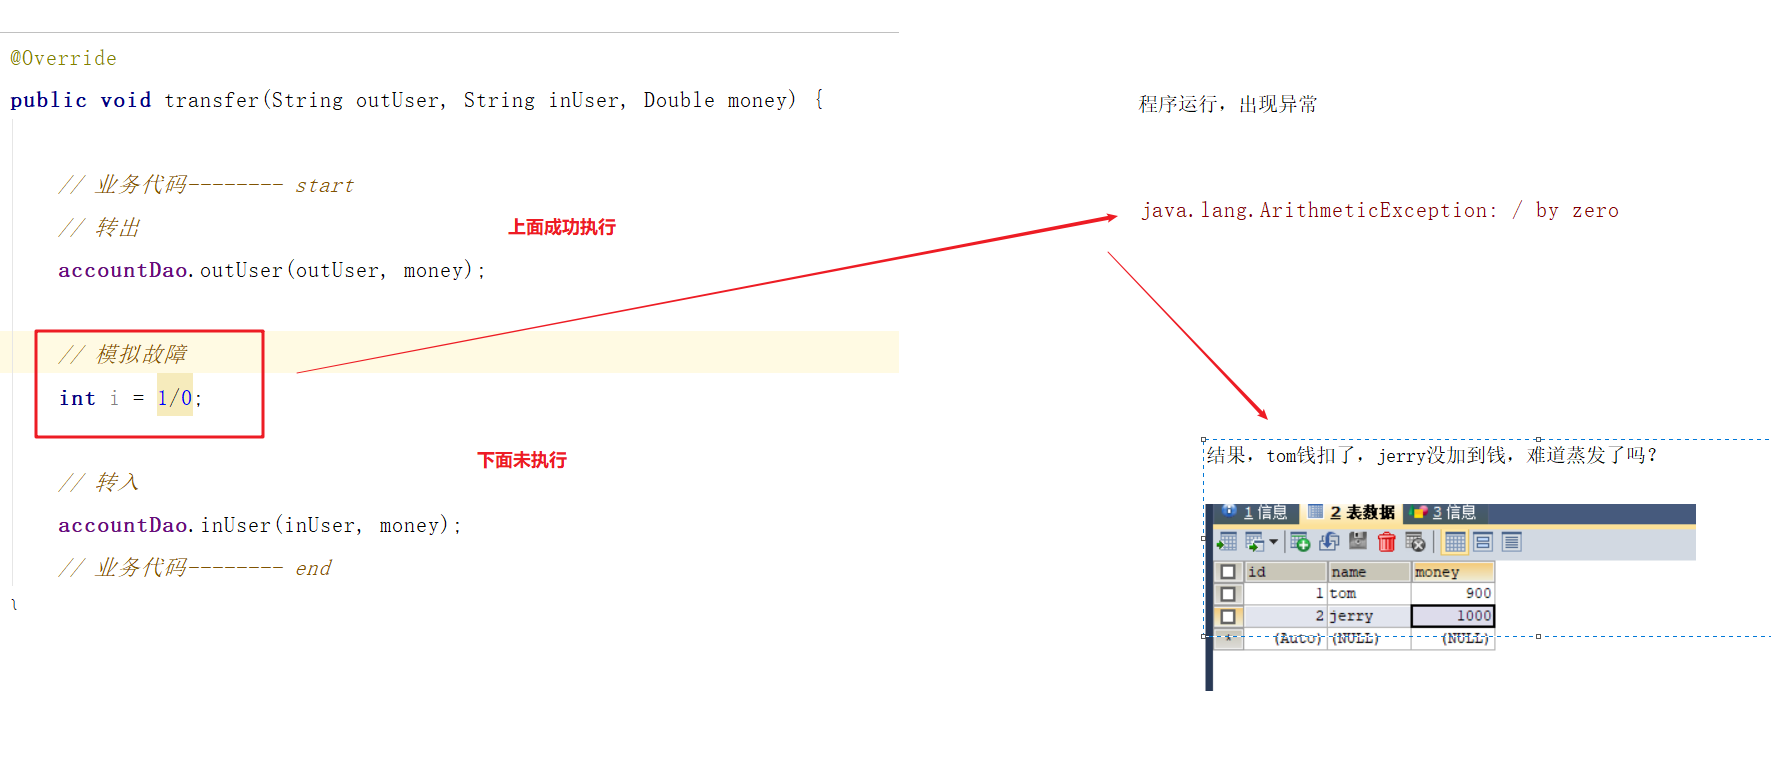 @Override
public void transfer(String outUser, String inUser, Double money) {
// 业务代码-------- start
// 转出
上面成功执行
accountDao.outUser(outUser, money);
// 模拟故障
int i = 1/0;
下面未执行
// 转入
accountDao.inUser(inUser, money);
// 业务代码-------- end
}
程序运行，出现异常
java.lang.ArithmeticException: / by zero
结果，tom钱扣了，jerry没加到钱，难道蒸发了吗？
1 信息 2 表数据 3 信息
id name money
1 tom 900
2 jerry 1000
* (Auto) (NULL) (NULL)